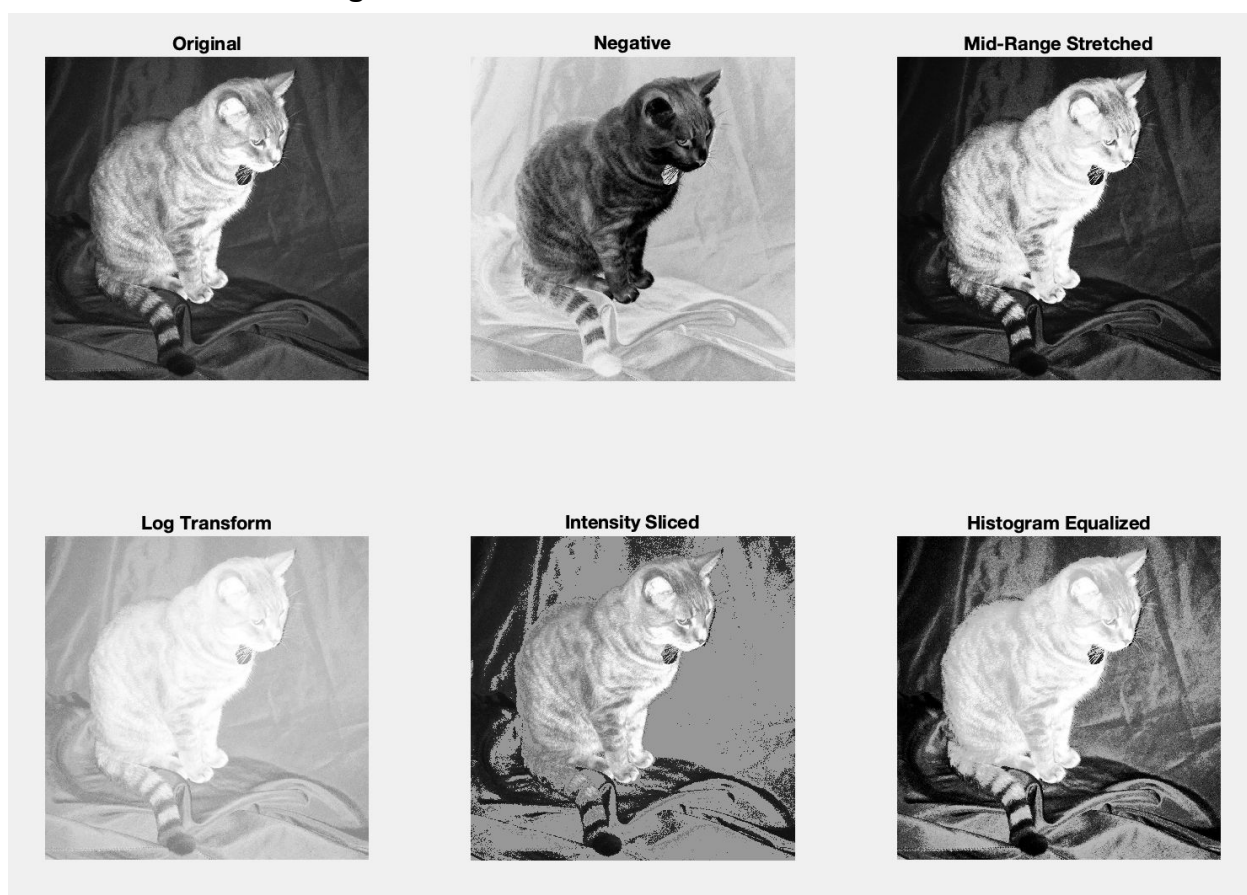 Original
Negative
Mid-Range Stretched
Log Transform
Intensity Sliced
Histogram Equalized